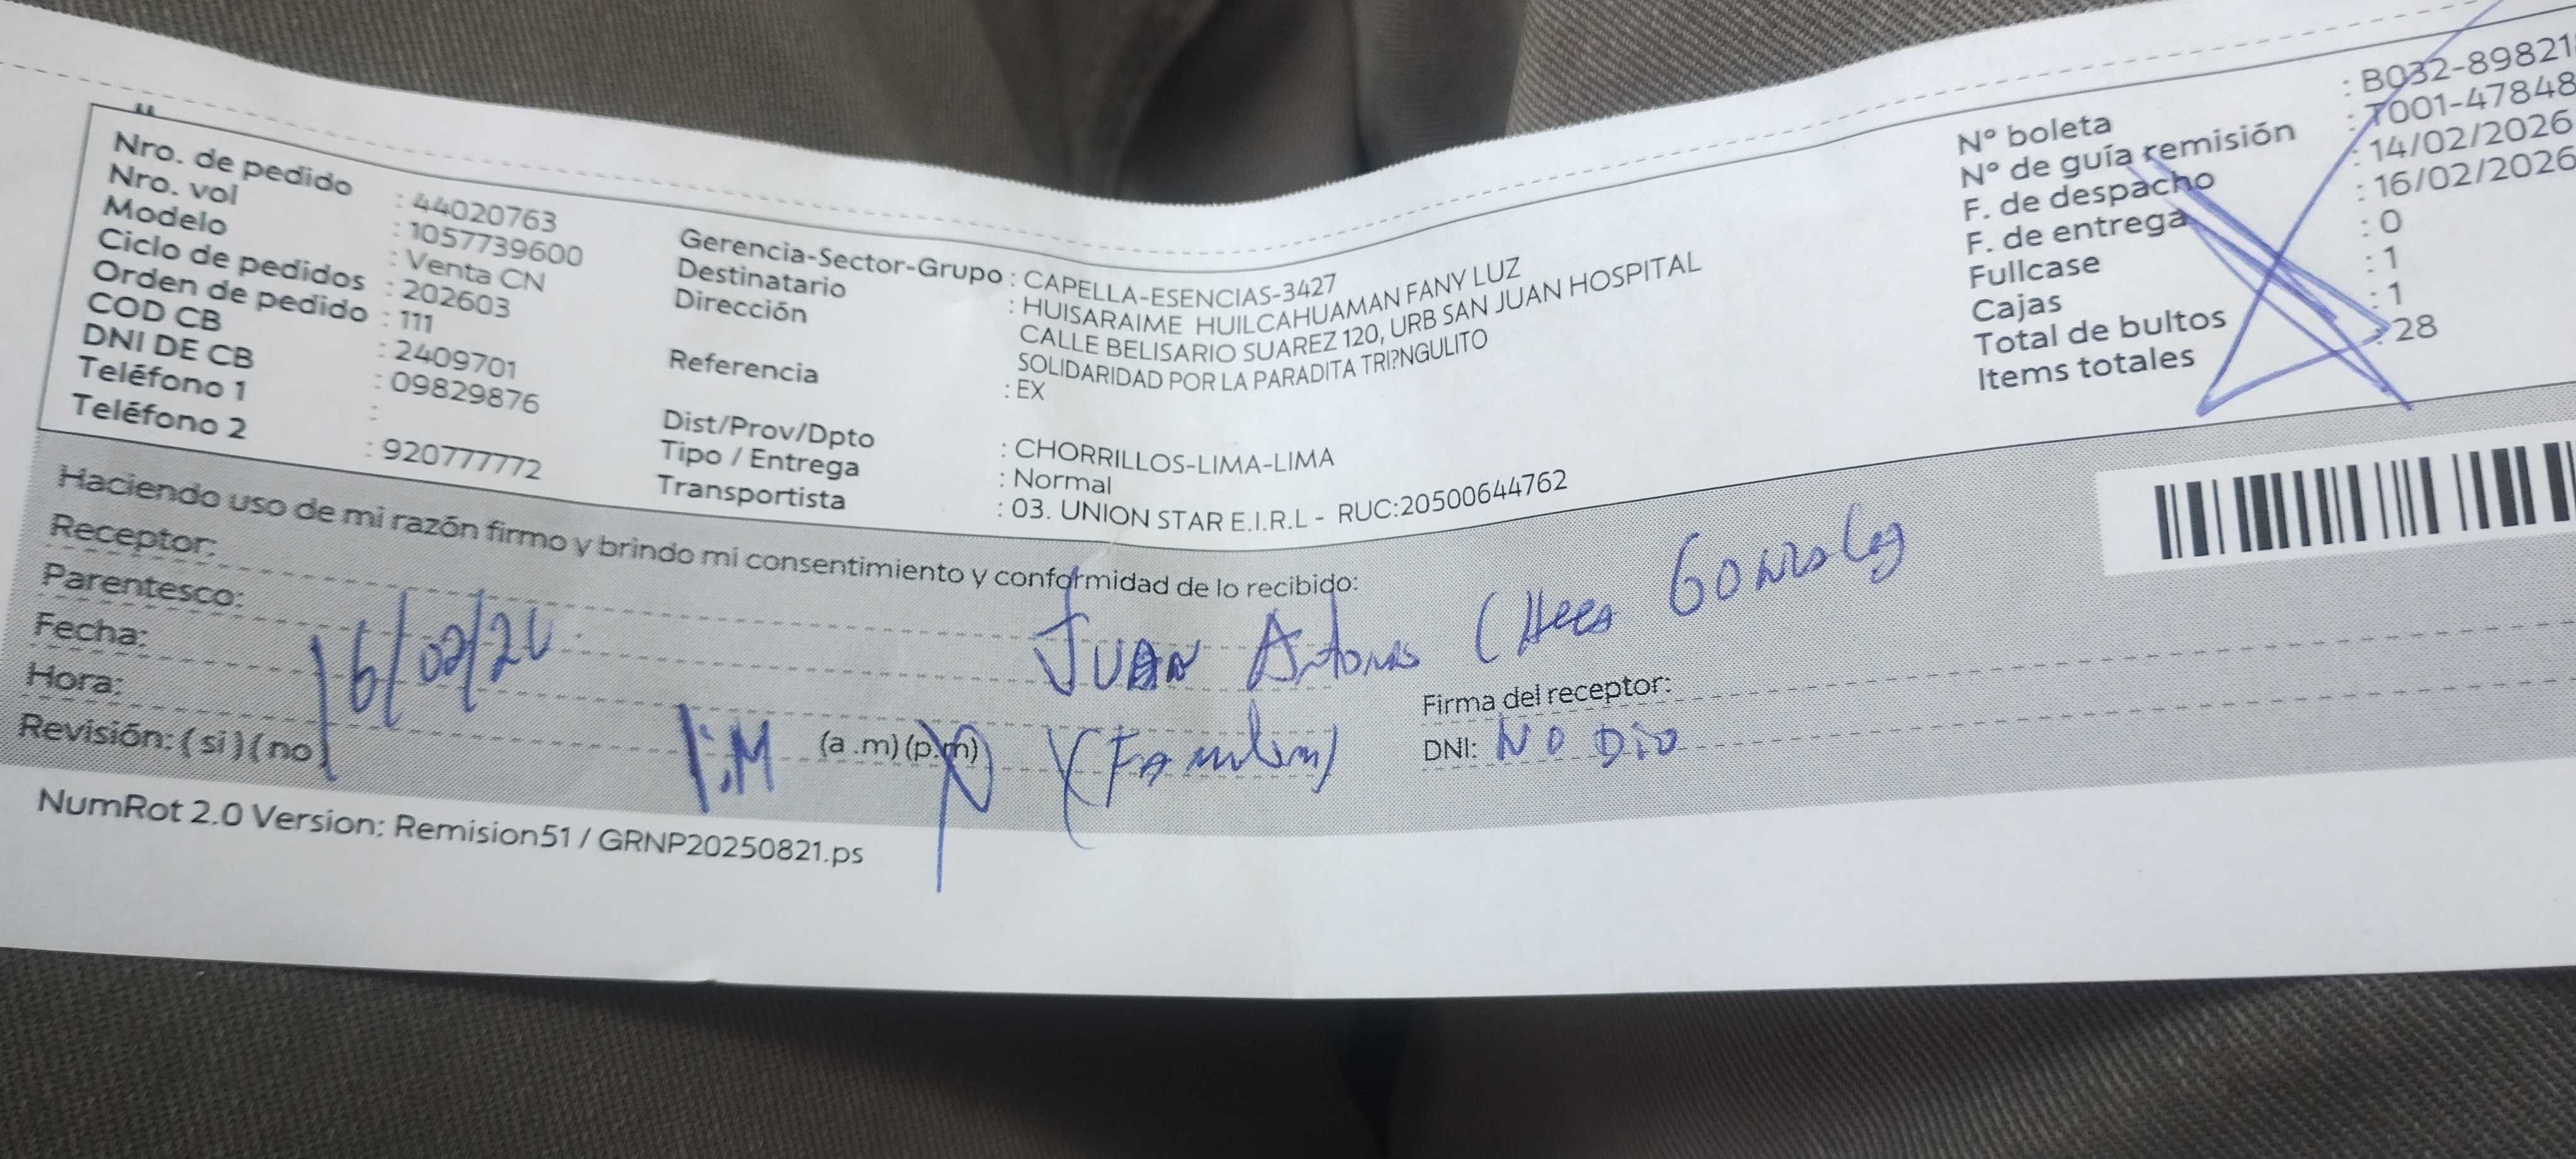 Nro. de pedido : 44020763
Nro. vol : 1057739600
Modelo : Venta CN
Ciclo de pedidos : 202603
Orden de pedido : 111
COD CB : 2409701
DNI DE CB : 09829876
Teléfono 1 :
Teléfono 2 : 920777772
Gerencia-Sector-Grupo : CAPELLA-ESENCIAS-3427
Destinatario : HUISARAIME HUILCAHUAMAN FANY LUZ
Dirección CALLE BELISARIO SUAREZ 120, URB SAN JUAN HOSPITAL
SOLIDARIDAD POR LA PARADITA TRI?NGULITO
Referencia : EX
Dist/Prov/Dpto : CHORRILLOS-LIMA-LIMA
Tipo / Entrega : Normal
Transportista : 03. UNION STAR E.I.R.L - RUC:20500644762
N° boleta : B032-89821
N° de guía remisión : T001-47848
F. de despacho : 14/02/2026
F. de entrega : 16/02/2026
Fullcase : 0
Cajas : 1
Total de bultos : 1
Items totales : 28
Haciendo uso de mi razón firmo y brindo mi consentimiento y conformidad de lo recibido:
Receptor: JUAN Antonio
Parentesco:
Fecha: 16/02/26
Hora: (a .m) (p.m)
Firma del receptor:
Revisión: ( si ) ( no )
DNI: NO DIO
NumRot 2.0 Version: Remision51 / GRNP20250821.ps